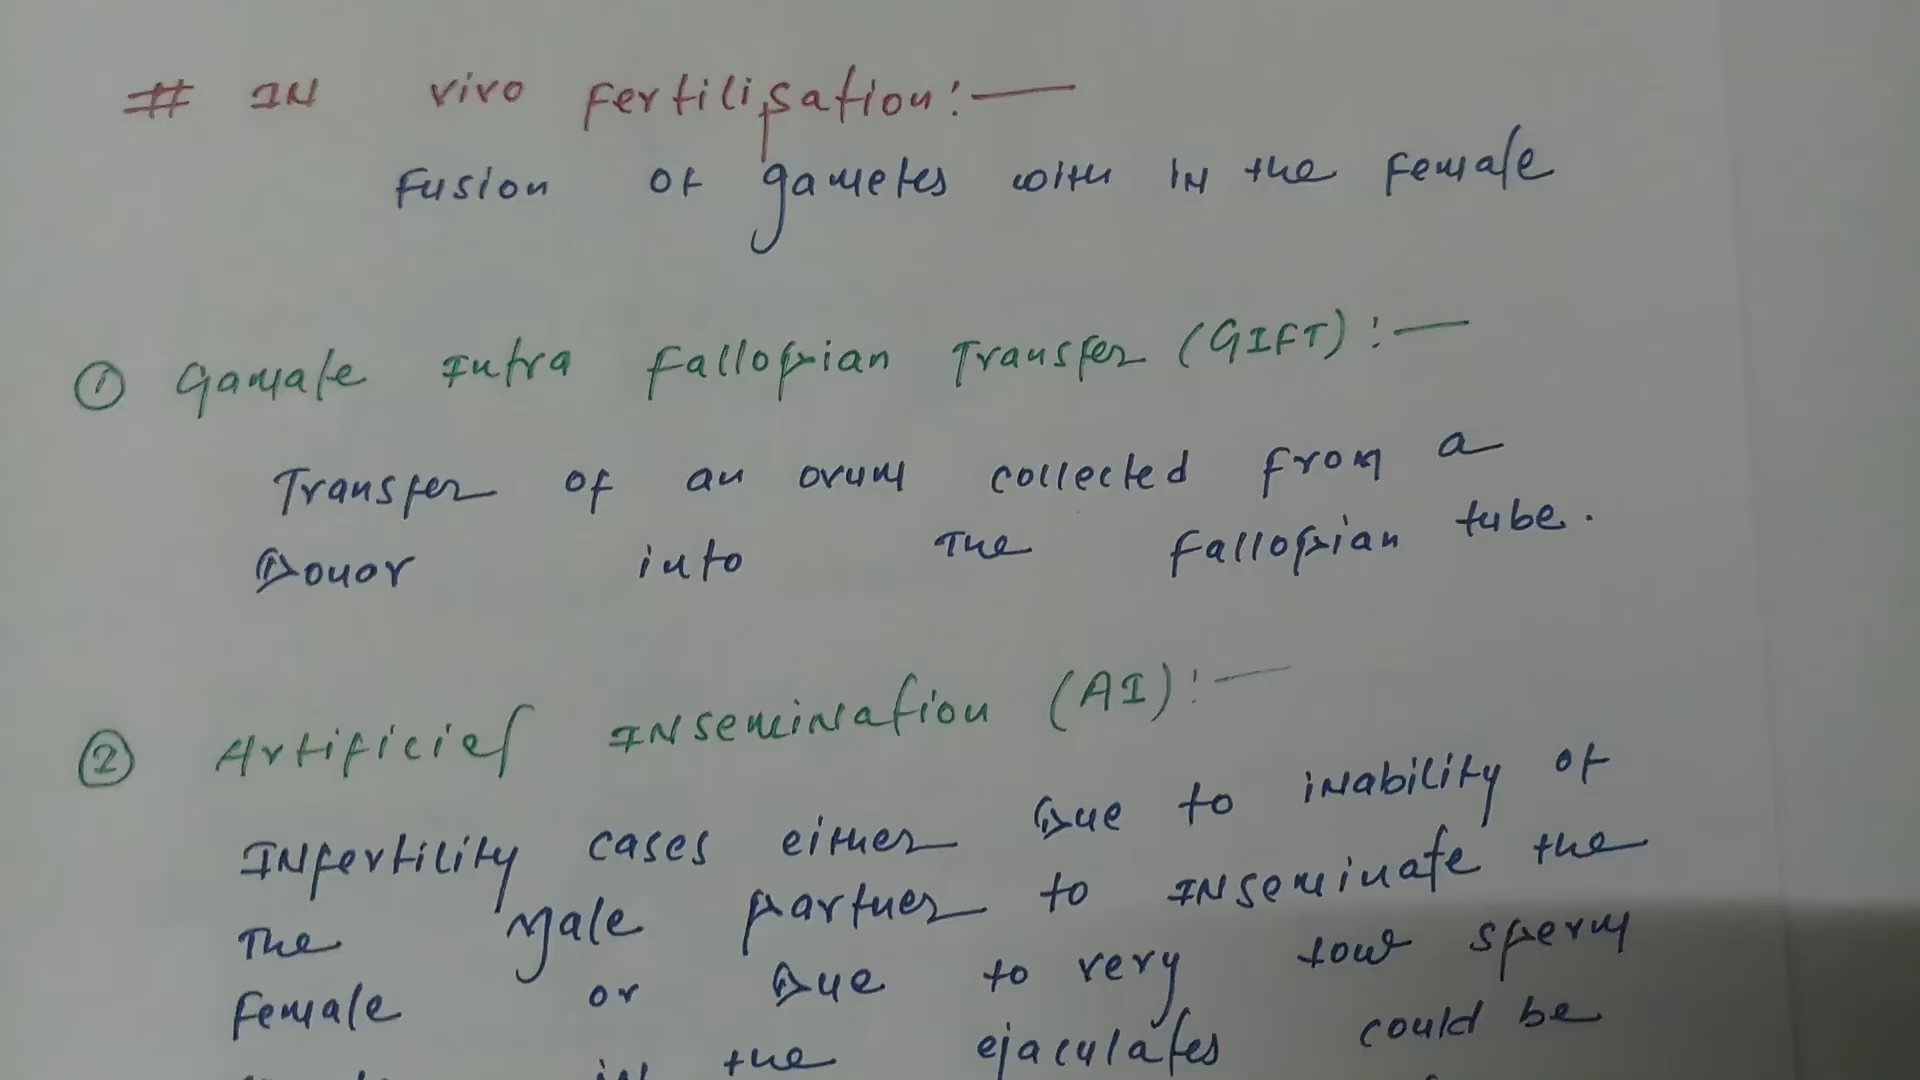 # IN vivo Fertilisation:—
Fusion of gametes with in the Female
① Gamate Intra Fallopian Transfer (GIFT):—
Transfer of an ovum collected from a
Donor into The Fallopian tube.
② Artificial Insemination (AI):—
INfertility cases either Due to inability of
The Male partner to INseminate the
Female or Due to very low sperm
in the ejaculates could be